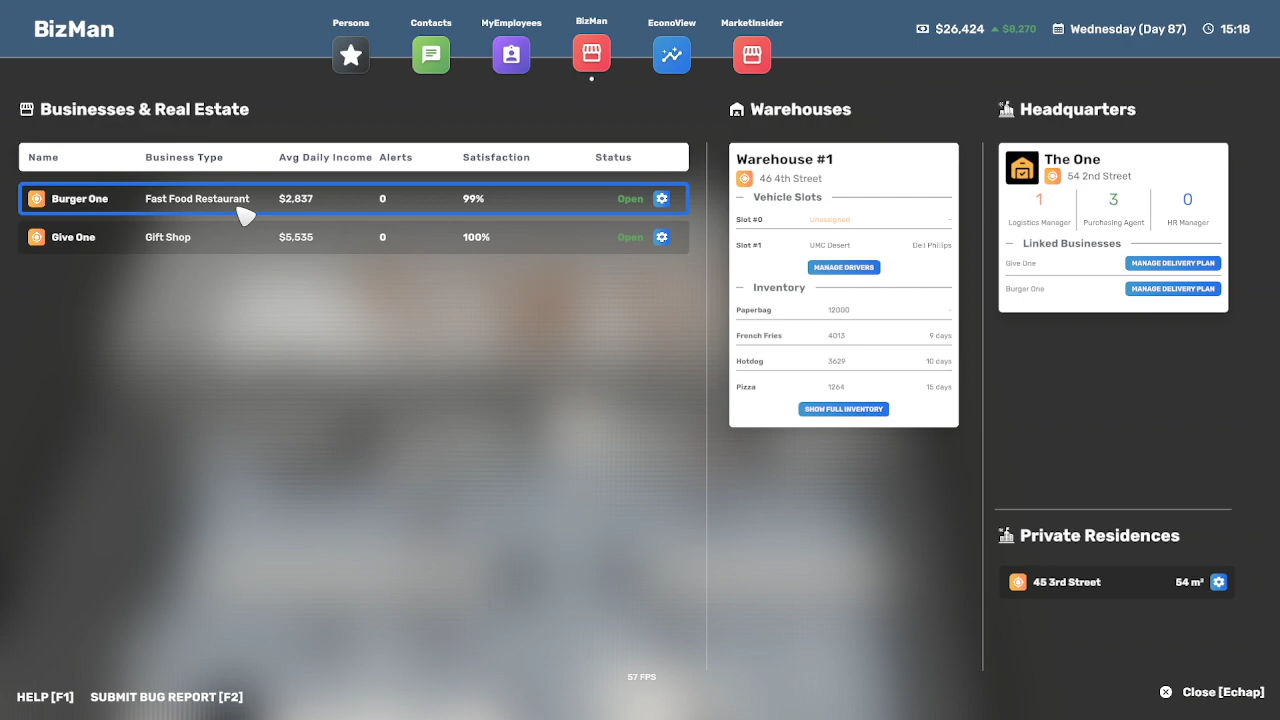 BizMan
Persona
Contacts
MyEmployees
BizMan
EconoView
MarketInsider
$26,424 $8,270 Wednesday (Day 87) 15:18
Businesses & Real Estate
Name Business Type Avg Daily Income Alerts Satisfaction Status
Burger One Fast Food Restaurant $2,837 0 99% Open
Give One Gift Shop $5,535 0 100% Open
Warehouses
Warehouse #1
46 4th Street
Vehicle Slots
Slot #0 Unassigned -
Slot #1 UMC Desert Dell Philips
MANAGE DRIVERS
Inventory
Paperbag 12000 -
French Fries 4013 9 days
Hotdog 3629 10 days
Pizza 1264 15 days
SHOW FULL INVENTORY
Headquarters
The One
54 2nd Street
1 3 0
Logistics Manager Purchasing Agent HR Manager
Linked Businesses
Give One MANAGE DELIVERY PLAN
Burger One MANAGE DELIVERY PLAN
Private Residences
45 3rd Street 54 m²
57 FPS
HELP [F1] SUBMIT BUG REPORT [F2]
Close [Echap]